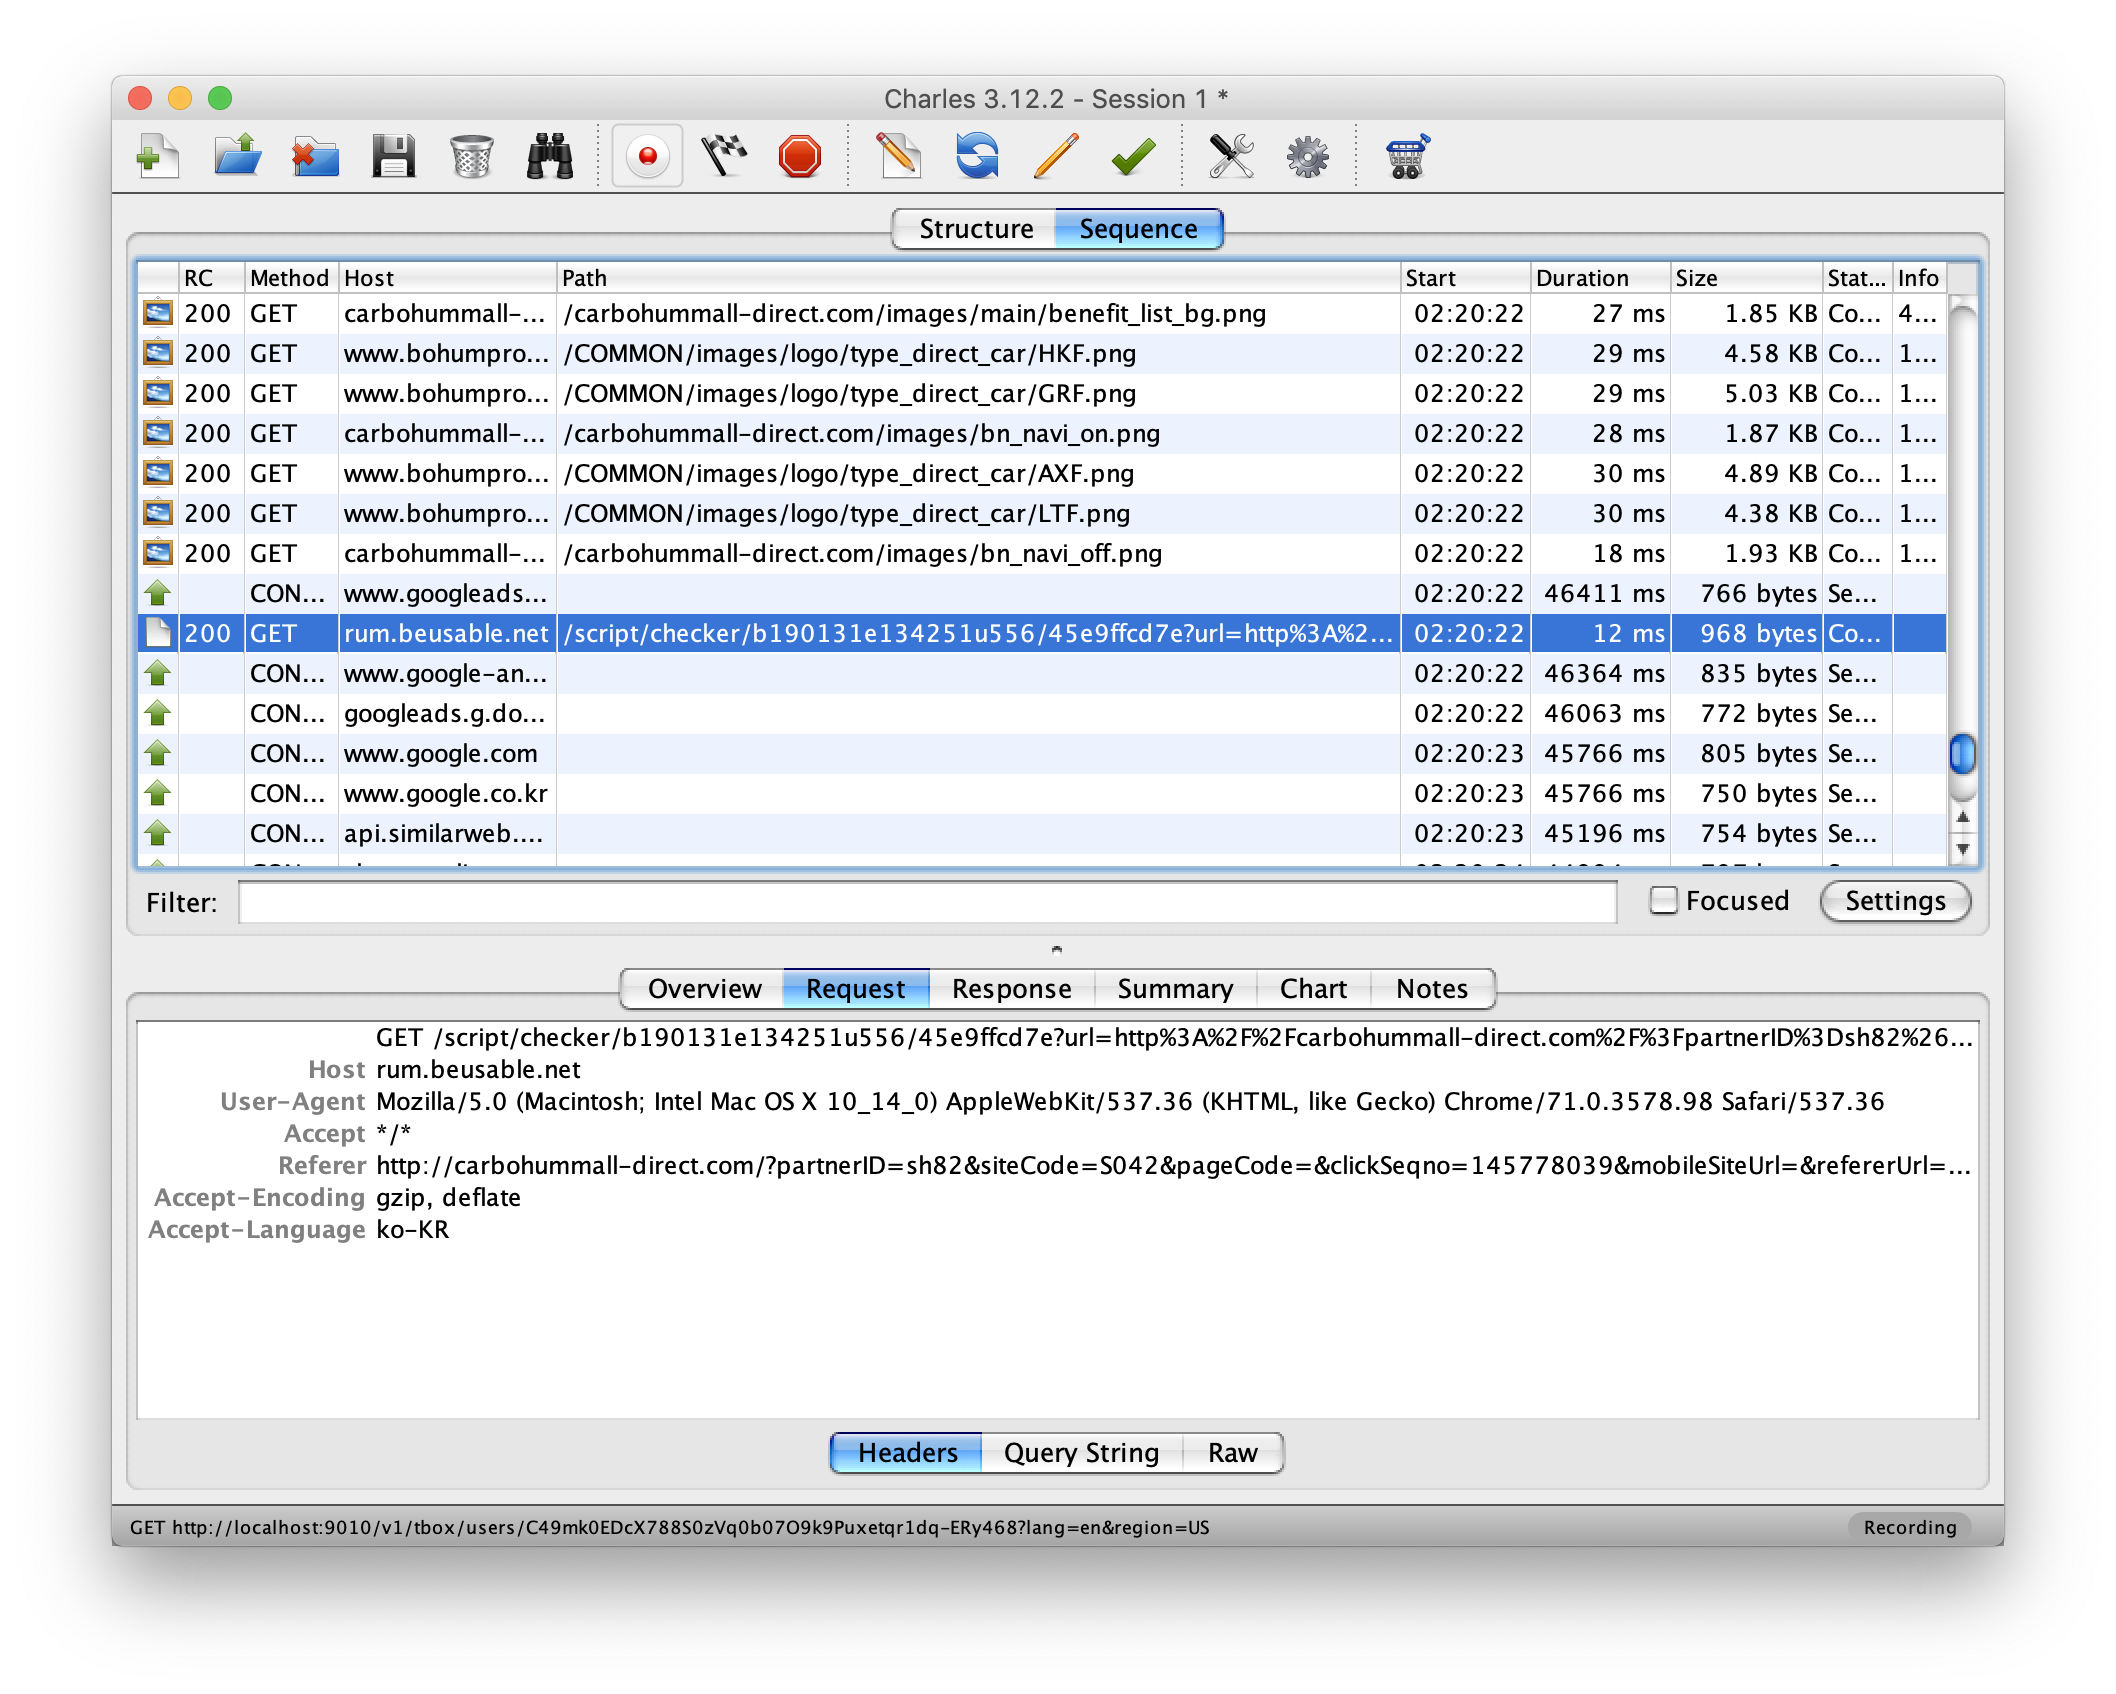 Charles 3.12.2 - Session 1 *
Structure Sequence
RC Method Host Path Start Duration Size Stat... Info
200 GET carbohummall-... /carbohummall-direct.com/images/main/benefit_list_bg.png 02:20:22 27 ms 1.85 KB Co... 4...
200 GET www.bohumpro... /COMMON/images/logo/type_direct_car/HKF.png 02:20:22 29 ms 4.58 KB Co... 1...
200 GET www.bohumpro... /COMMON/images/logo/type_direct_car/GRF.png 02:20:22 29 ms 5.03 KB Co... 1...
200 GET carbohummall-... /carbohummall-direct.com/images/bn_navi_on.png 02:20:22 28 ms 1.87 KB Co... 1...
200 GET www.bohumpro... /COMMON/images/logo/type_direct_car/AXF.png 02:20:22 30 ms 4.89 KB Co... 1...
200 GET www.bohumpro... /COMMON/images/logo/type_direct_car/LTF.png 02:20:22 30 ms 4.38 KB Co... 1...
200 GET carbohummall-... /carbohummall-direct.com/images/bn_navi_off.png 02:20:22 18 ms 1.93 KB Co... 1...
CON... www.googleads... 02:20:22 46411 ms 766 bytes Se...
200 GET rum.beusable.net /script/checker/b190131e134251u556/45e9ffcd7e?url=http%3A%2... 02:20:22 12 ms 968 bytes Co...
CON... www.google-an... 02:20:22 46364 ms 835 bytes Se...
CON... googleads.g.do... 02:20:22 46063 ms 772 bytes Se...
CON... www.google.com 02:20:23 45766 ms 805 bytes Se...
CON... www.google.co.kr 02:20:23 45766 ms 750 bytes Se...
CON... api.similarweb.... 02:20:23 45196 ms 754 bytes Se...
Filter: Focused Settings
Overview Request Response Summary Chart Notes
GET /script/checker/b190131e134251u556/45e9ffcd7e?url=http%3A%2F%2Fcarbohummall-direct.com%2F%3FpartnerID%3Dsh82%26...
Host rum.beusable.net
User-Agent Mozilla/5.0 (Macintosh; Intel Mac OS X 10_14_0) AppleWebKit/537.36 (KHTML, like Gecko) Chrome/71.0.3578.98 Safari/537.36
Accept */*
Referer http://carbohummall-direct.com/?partnerID=sh82&siteCode=S042&pageCode=&clickSeqno=145778039&mobileSiteUrl=&refererUrl=...
Accept-Encoding gzip, deflate
Accept-Language ko-KR
Headers Query String Raw
GET http://localhost:9010/v1/tbox/users/C49mk0EDcX788S0zVq0b07O9k9Puxetqr1dq-ERy468?lang=en&region=US Recording